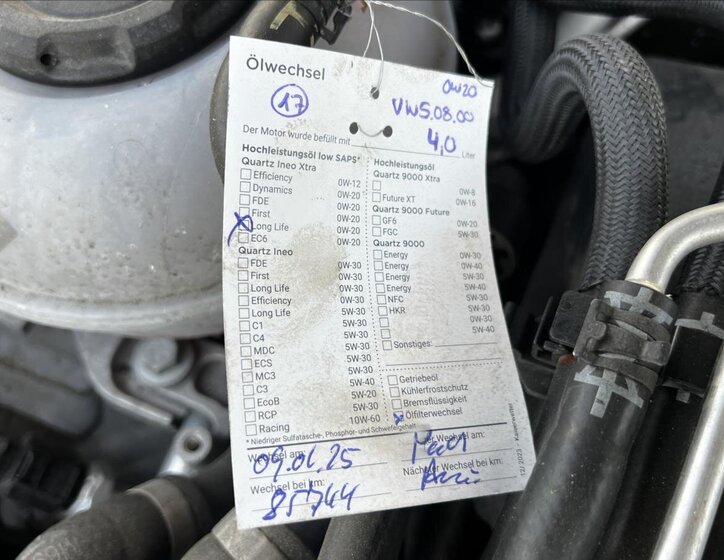 Ölwechsel
0W20
17
VW5.08.00
Der Motor wurde befüllt mit 4,0 Liter
Hochleistungsöl low SAPS*
Quartz Ineo Xtra
Efficiency 0W-12
Dynamics 0W-20
FDE 0W-20
First 0W-20
Long Life 0W-20
EC6 0W-20
Quartz Ineo
FDE 0W-30
First 0W-30
Long Life 0W-30
Efficiency 0W-30
Long Life 5W-30
C1 5W-30
C4 5W-30
MDC 5W-30
ECS 5W-30
MC3 5W-30
C3 5W-40
EcoB 5W-20
RCP 5W-30
Racing 10W-60
* Niedriger Sulfatasche-, Phosphor- und Schwefelgehalt
Hochleistungsöl
Quartz 9000 Xtra
0W-8
Future XT 0W-16
Quartz 9000 Future
GF6 0W-20
FGC 5W-30
Quartz 9000
Energy 0W-30
Energy 0W-40
Energy 5W-30
Energy 5W-40
NFC 5W-30
HKR 5W-30
0W-30
5W-40
Sonstiges:
Getriebeöl
Kühlerfrostschutz
Bremsflüssigkeit
Ölfilterwechsel
Wechsel am:
09.01.25
Wechsel am:
Wechsel bei km:
85744
Nächster Wechsel bei km:
12/2023 - Kaiserwetter